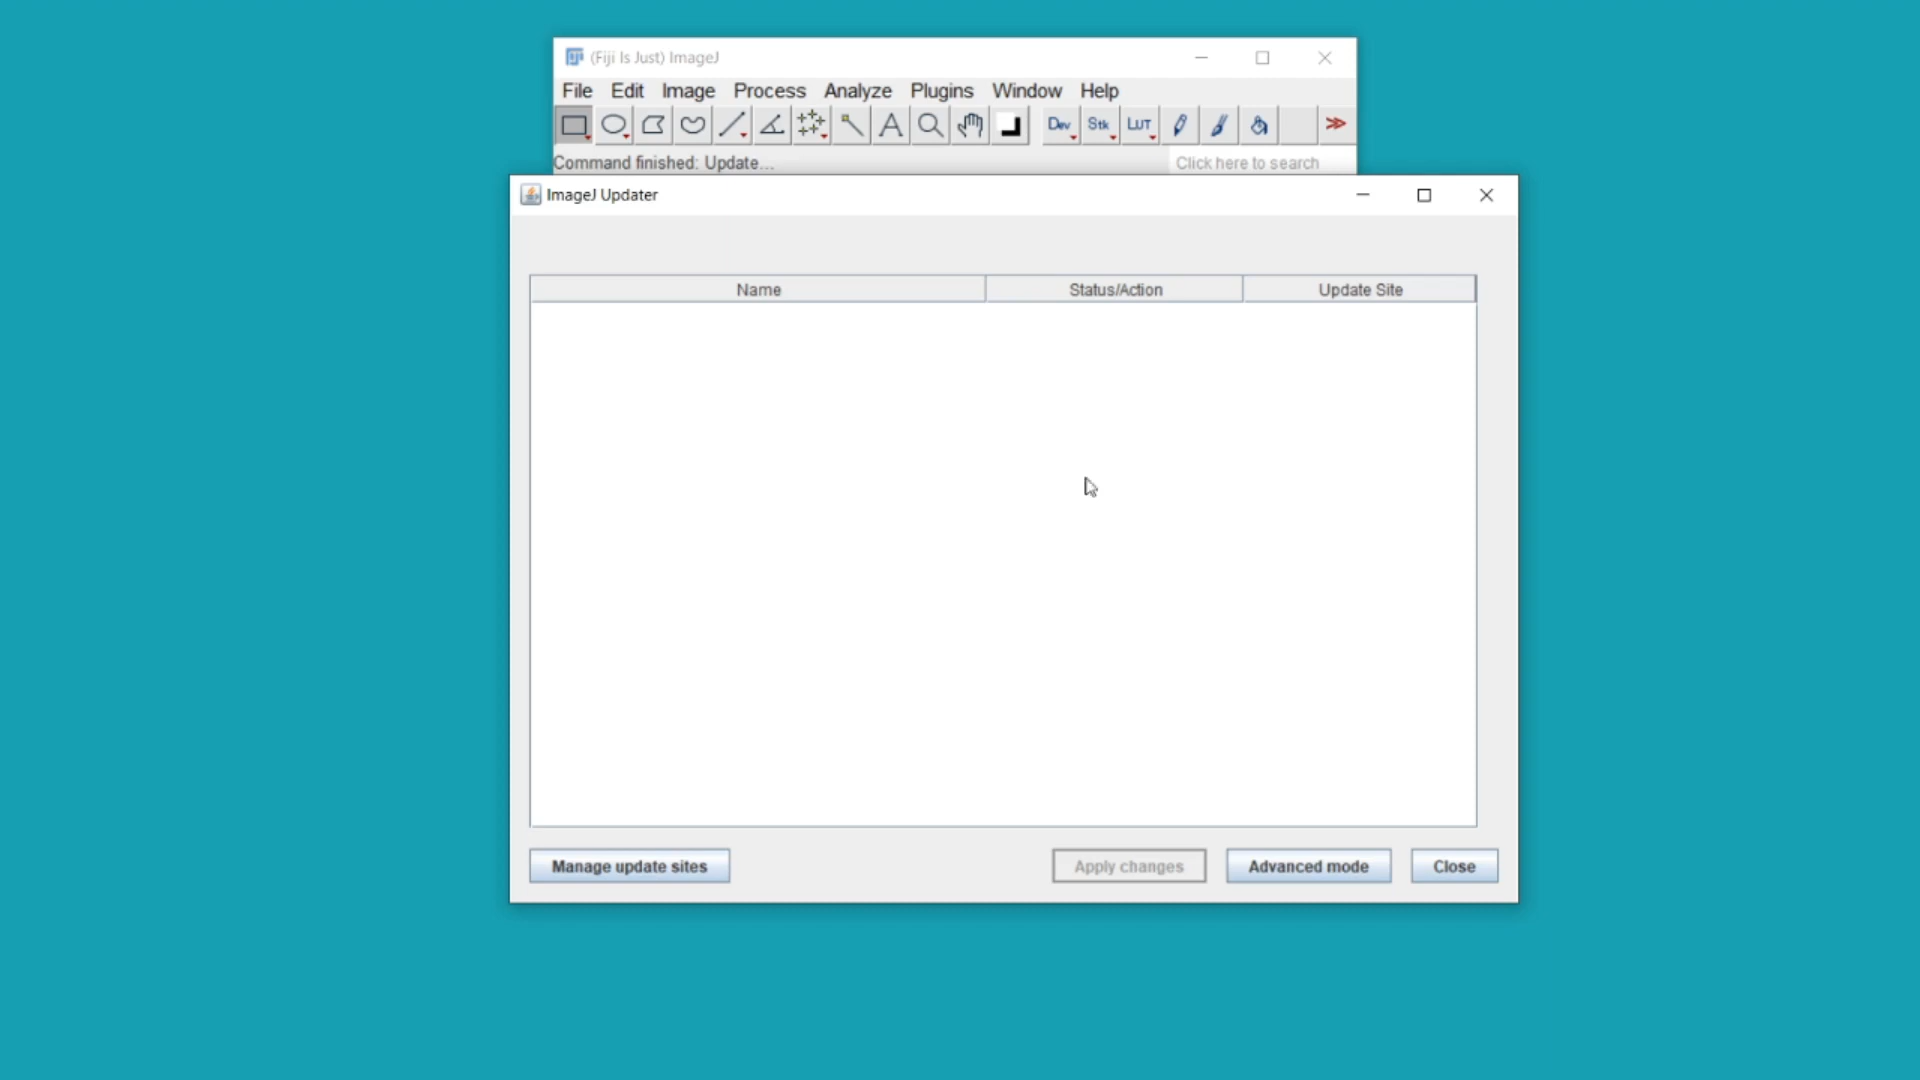 (Fiji Is Just) ImageJ
File Edit Image Process Analyze Plugins Window Help
Dev Stk LUT
Command finished: Update... Click here to search
ImageJ Updater
Name Status/Action Update Site
Manage update sites Apply changes Advanced mode Close